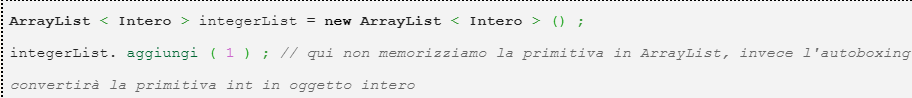 ArrayList < Intero > integerList = new ArrayList < Intero > () ;
integerList. aggiungi ( 1 ) ; // qui non memorizziamo la primitiva in ArrayList, invece l'autoboxing
convertirà la primitiva int in oggetto intero